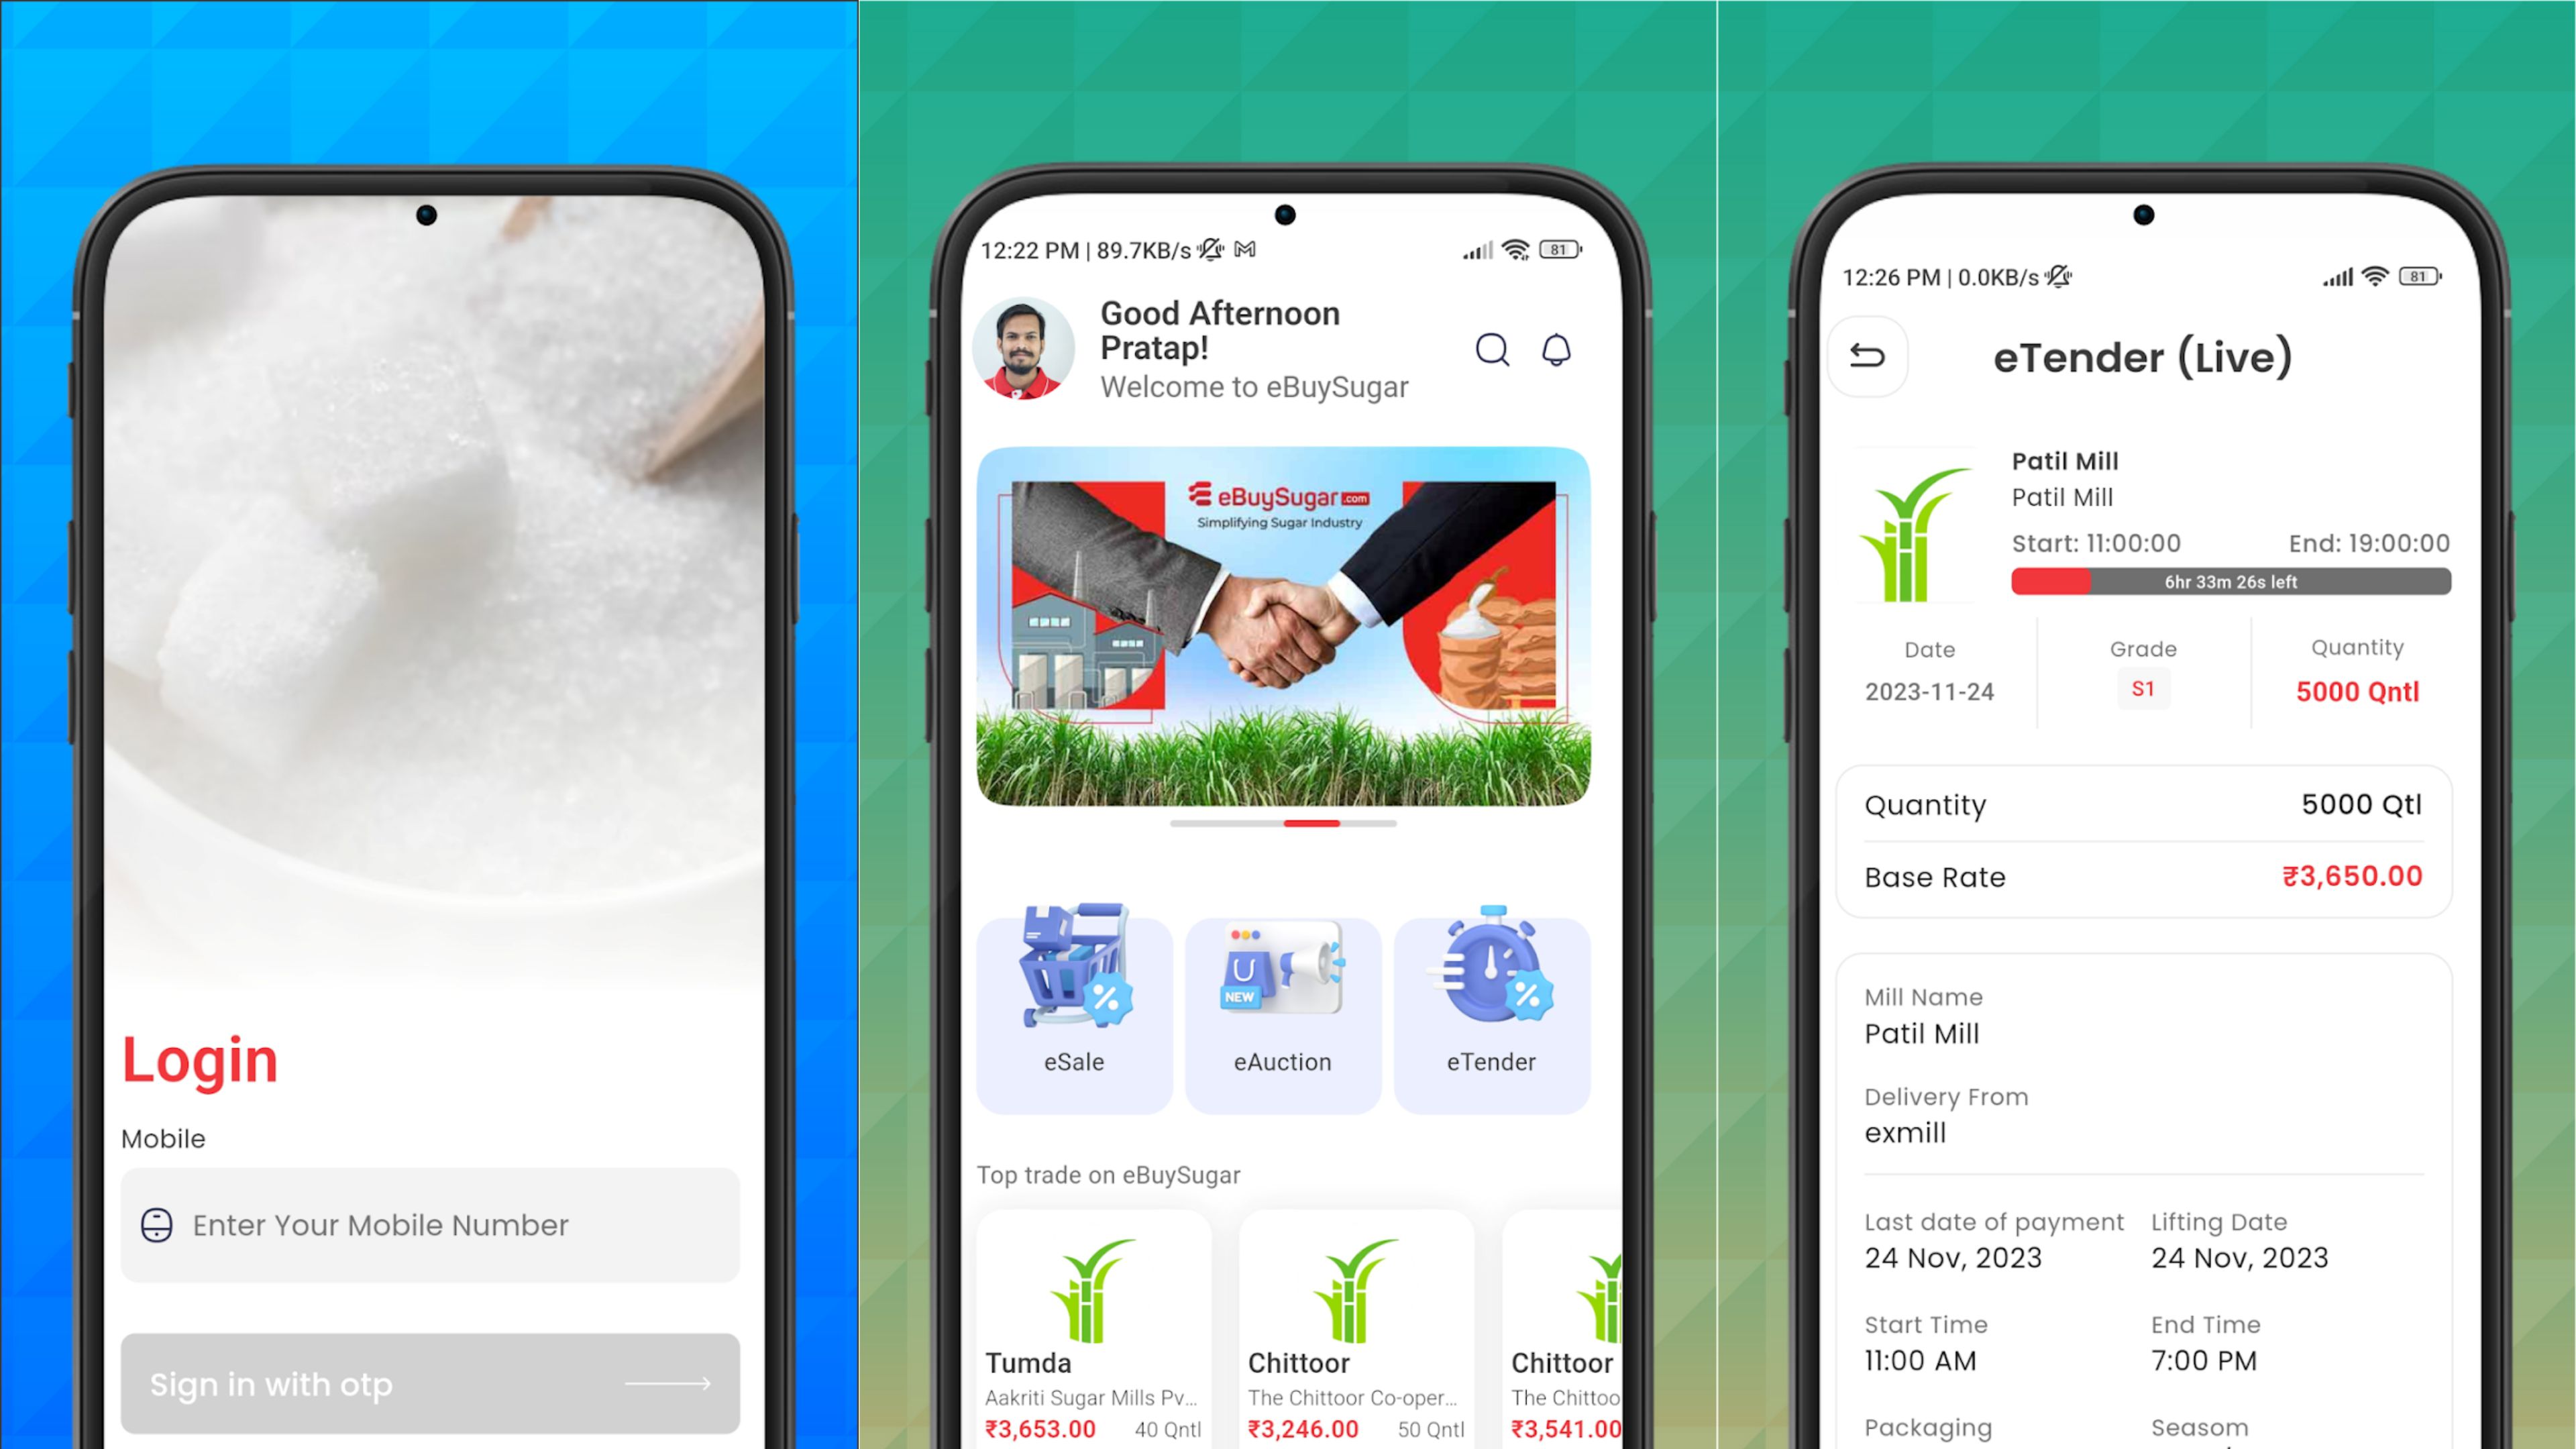 Login
Mobile
Enter Your Mobile Number
Sign in with otp
12:22 PM | 89.7KB/s
81
Good Afternoon
Pratap!
Welcome to eBuySugar
eBuySugar.com
Simplifying Sugar Industry
NEW
eSale
eAuction
eTender
Top trade on eBuySugar
Tumda
Aakriti Sugar Mills Pv...
₹3,653.00 40 Qntl
Chittoor
The Chittoor Co-oper...
₹3,246.00 50 Qntl
Chittoor
The Chittoo
₹3,541.00
12:26 PM | 0.0KB/s
81
eTender (Live)
Patil Mill
Patil Mill
Start: 11:00:00 End: 19:00:00
6hr 33m 26s left
Date Grade Quantity
2023-11-24 S1 5000 Qntl
Quantity 5000 Qtl
Base Rate ₹3,650.00
Mill Name
Patil Mill
Delivery From
exmill
Last date of payment Lifting Date
24 Nov, 2023 24 Nov, 2023
Start Time End Time
11:00 AM 7:00 PM
Packaging Seasom